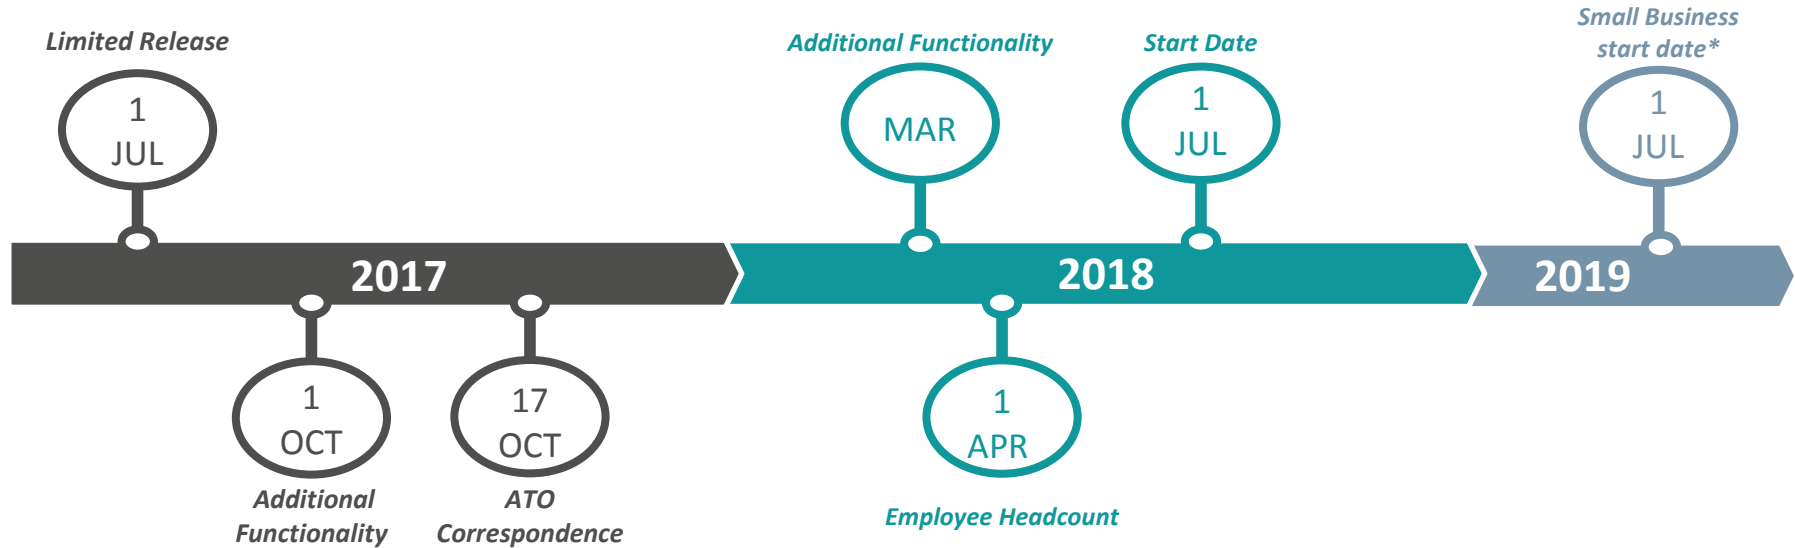 Limited Release
1
JUL
Additional Functionality
MAR
Start Date
1
JUL
Small Business
start date*
1
JUL
2017
2018
2019
1
OCT
Additional
Functionality
17
OCT
ATO
Correspondence
1
APR
Employee Headcount